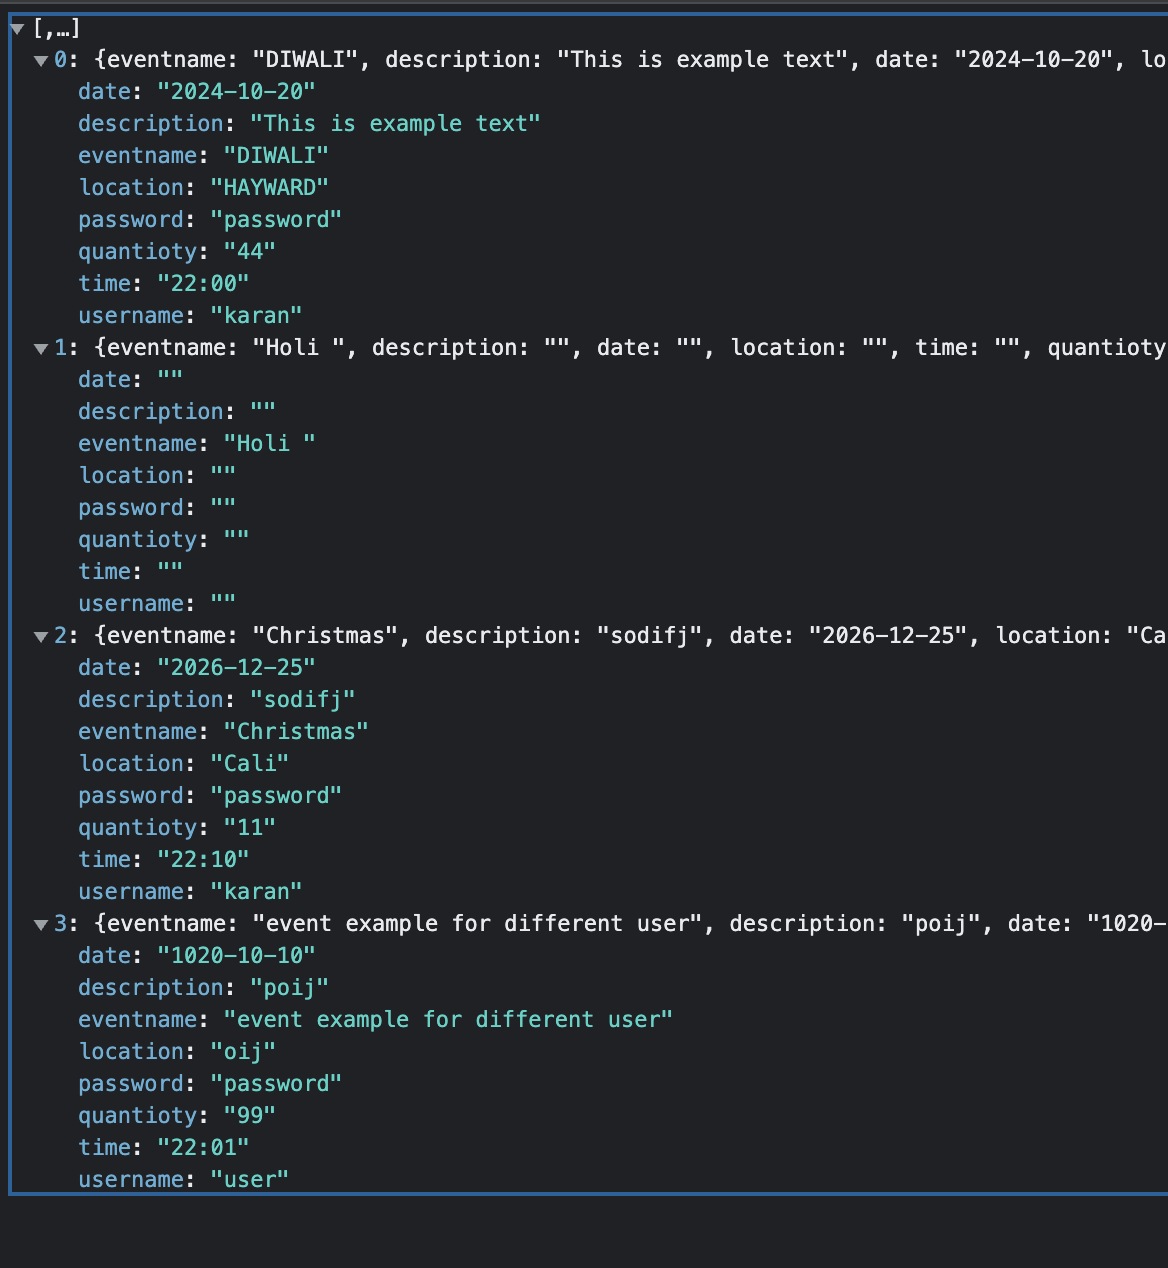 [,…]
0: {eventname: "DIWALI", description: "This is example text", date: "2024-10-20", lo
date: "2024-10-20"
description: "This is example text"
eventname: "DIWALI"
location: "HAYWARD"
password: "password"
quantioty: "44"
time: "22:00"
username: "karan"
1: {eventname: "Holi ", description: "", date: "", location: "", time: "", quantioty
date: ""
description: ""
eventname: "Holi "
location: ""
password: ""
quantioty: ""
time: ""
username: ""
2: {eventname: "Christmas", description: "sodifj", date: "2026-12-25", location: "Ca
date: "2026-12-25"
description: "sodifj"
eventname: "Christmas"
location: "Cali"
password: "password"
quantioty: "11"
time: "22:10"
username: "karan"
3: {eventname: "event example for different user", description: "poij", date: "1020-
date: "1020-10-10"
description: "poij"
eventname: "event example for different user"
location: "oij"
password: "password"
quantioty: "99"
time: "22:01"
username: "user"